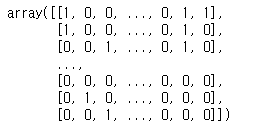 array([[1, 0, 0, ..., 0, 1, 1],
[1, 0, 0, ..., 0, 1, 0],
[0, 0, 1, ..., 0, 1, 0],
...,
[0, 0, 0, ..., 0, 0, 0],
[0, 1, 0, ..., 0, 0, 0],
[0, 0, 1, ..., 0, 0, 0]])